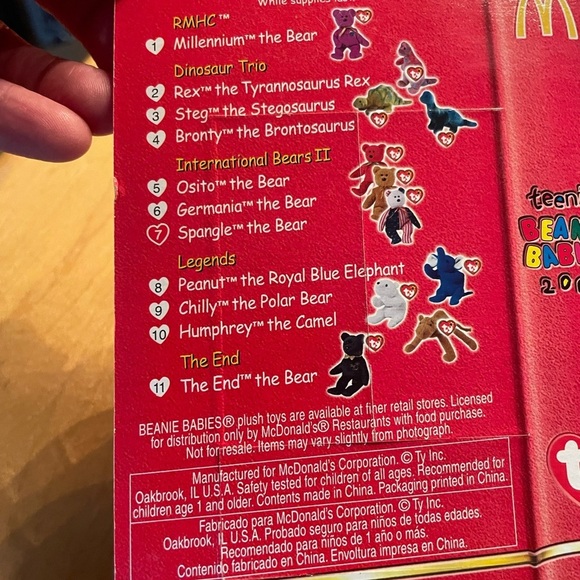 While supplies
RMHC™
1 Millennium™ the Bear
Dinosaur Trio
2 Rex™ the Tyrannosaurus Rex
3 Steg™ the Stegosaurus
4 Bronty™ the Brontosaurus
International Bears II
5 Osito™ the Bear
6 Germania™ the Bear
7 Spangle™ the Bear
Legends
8 Peanut™ the Royal Blue Elephant
9 Chilly™ the Polar Bear
10 Humphrey™ the Camel
The End
11 The End™ the Bear
BEANIE BABIES® plush toys are available at finer retail stores. Licensed
for distribution only by McDonald's® Restaurants with food purchase.
Not for resale. Items may vary slightly from photograph.
Manufactured for McDonald's Corporation. © Ty Inc.
Oakbrook, IL U.S.A. Safety tested for children of all ages. Recommended for
children age 1 and older. Contents made in China. Packaging printed in China.
Fabricado para McDonald's Corporation. © Ty Inc.
Oakbrook, IL U.S.A. Probado seguro para niños de todas edades.
Recomendado para niños de 1 año o más.
Contenido fabricado en China. Envoltura impresa en China.